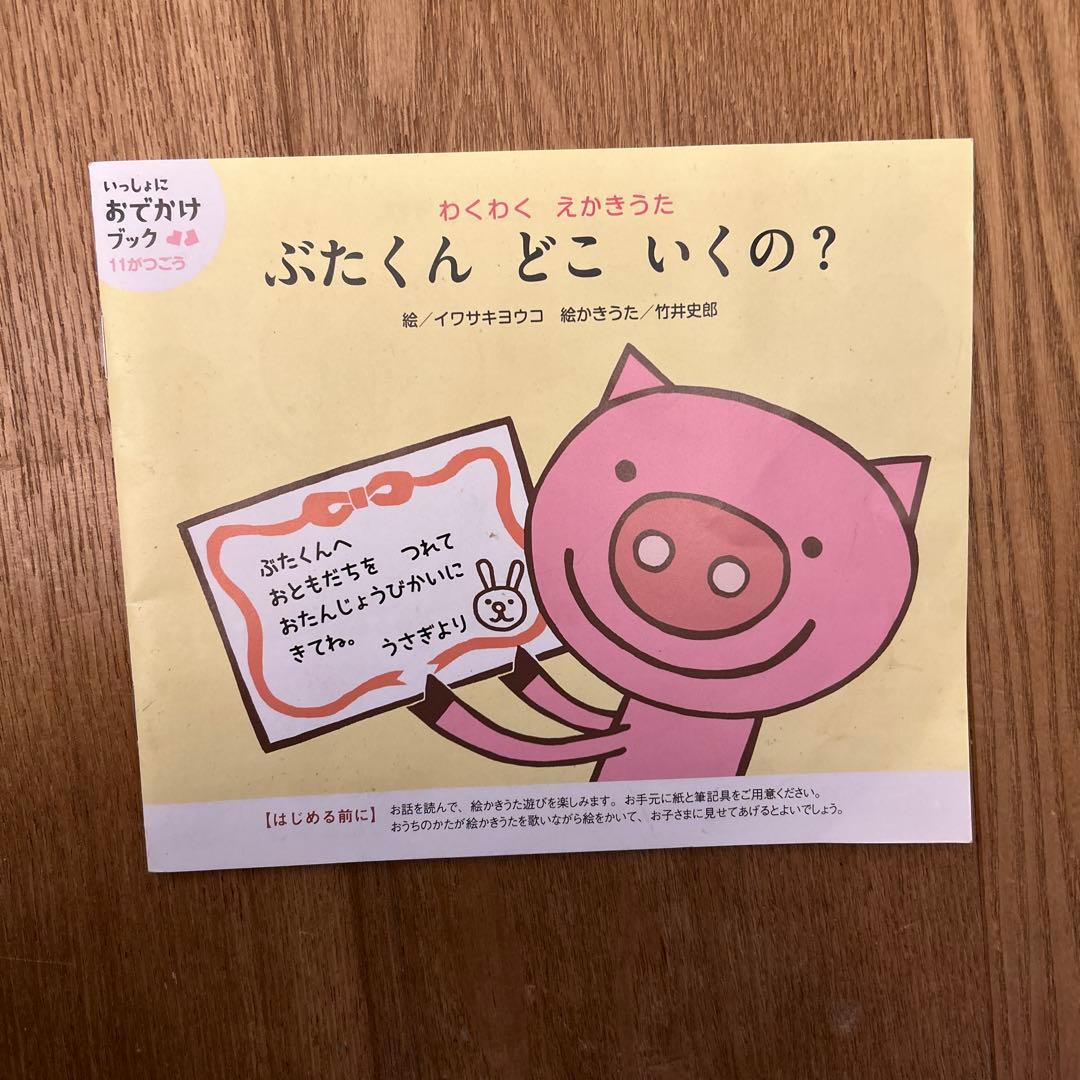 いっしょに
おでかけ
ブック
11がつごう
わくわく えかきうた
ぶたくん どこ いくの？
絵／イワサキヨウコ 絵かきうた／竹井史郎
ぶたくんへ
おともだちを つれて
おたんじょうびかいに
きてね。 うさぎより
【はじめる前に】 お話を読んで、絵かきうた遊びを楽しみます。お手元に紙と筆記具をご用意ください。
おうちのかたが絵かきうたを歌いながら絵をかいて、お子さまに見せてあげるとよいでしょう。